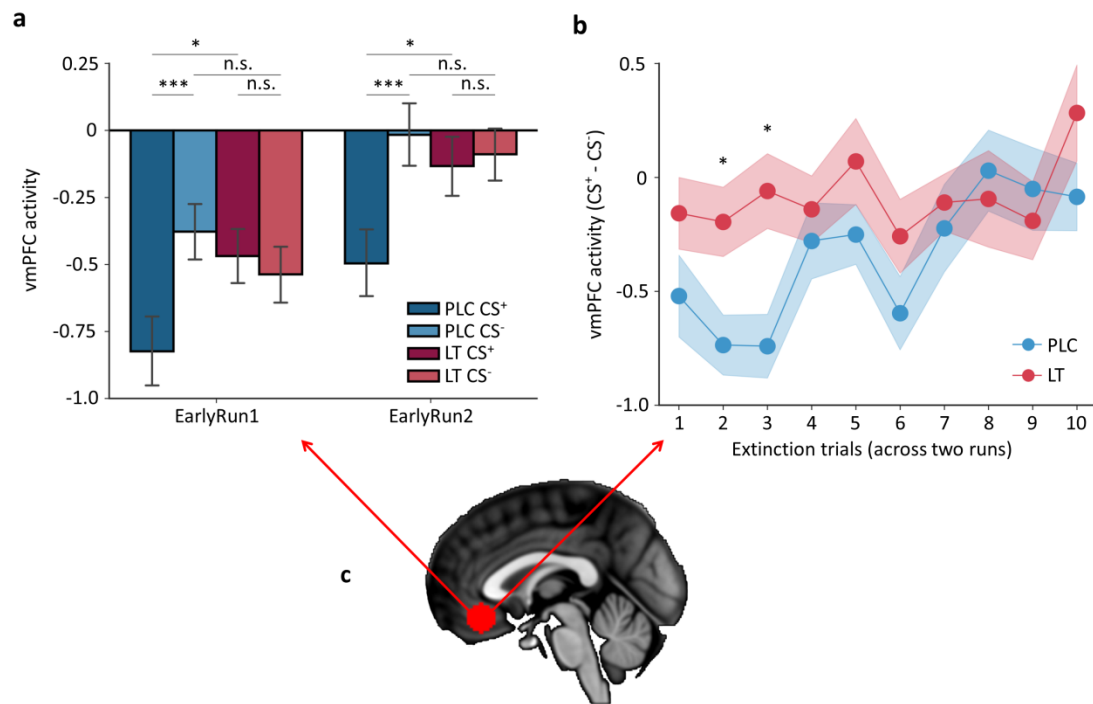 a
*
n.s.
***
n.s.
*
n.s.
***
n.s.
0.25
0
-0.25
-0.5
-0.75
-1.0
vmPFC activity
PLC CS+
PLC CS-
LT CS+
LT CS-
EarlyRun1
EarlyRun2
b
0.5
0
-0.5
-1.0
vmPFC activity (CS+ - CS-)
*
*
PLC
LT
1 2 3 4 5 6 7 8 9 10
Extinction trials (across two runs)
c